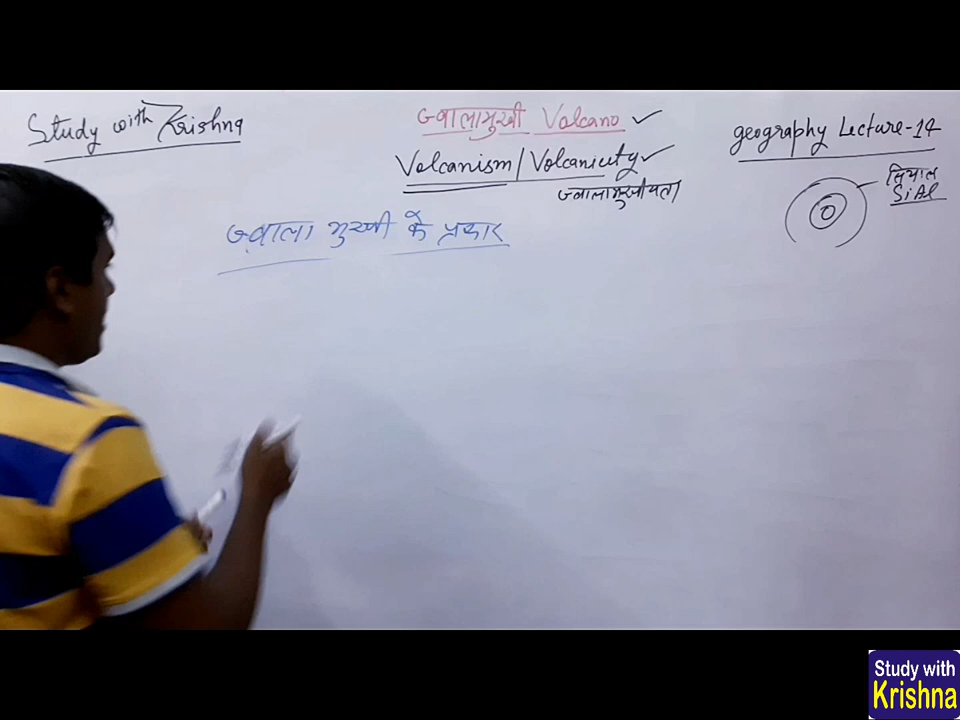 Study with Krishna
ज्वालामुखी Volcano
geography Lecture-14
Volcanism/Volcanicity
ज्वालामुखीयता
सियाल
SiAl
ज्वाला मुखी के प्रकार
Study with
Krishna